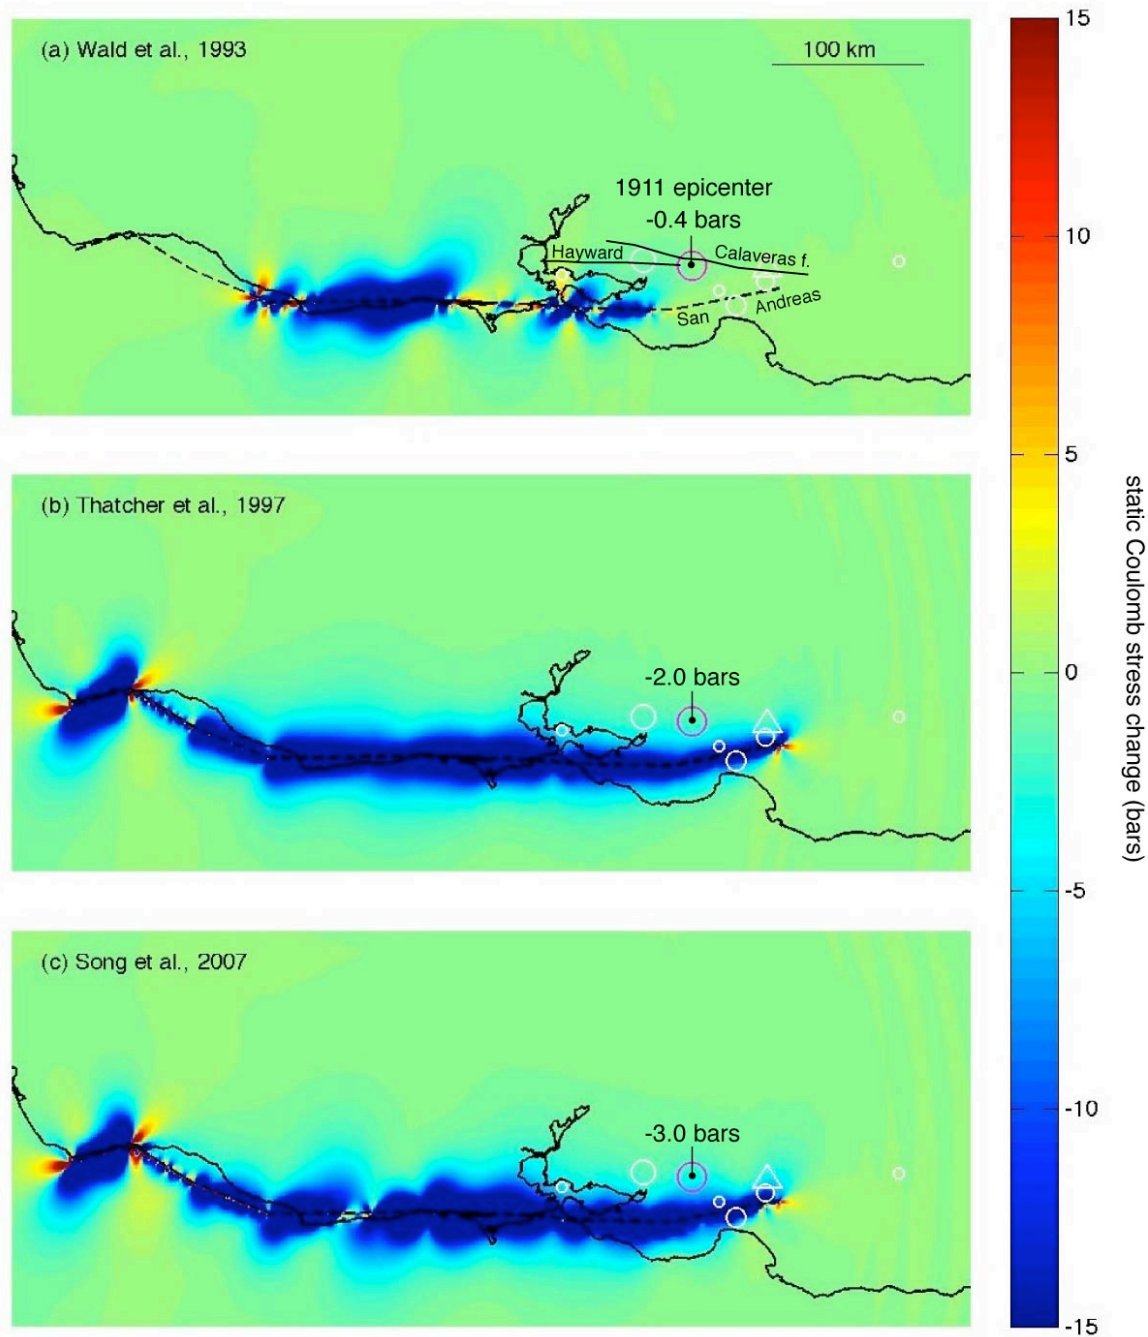 (a) Wald et al., 1993
100 km
1911 epicenter
-0.4 bars
Hayward
Calaveras f.
San
Andreas
(b) Thatcher et al., 1997
-2.0 bars
(c) Song et al., 2007
-3.0 bars
15
10
5
0
-5
-10
-15
static Coulomb stress change (bars)